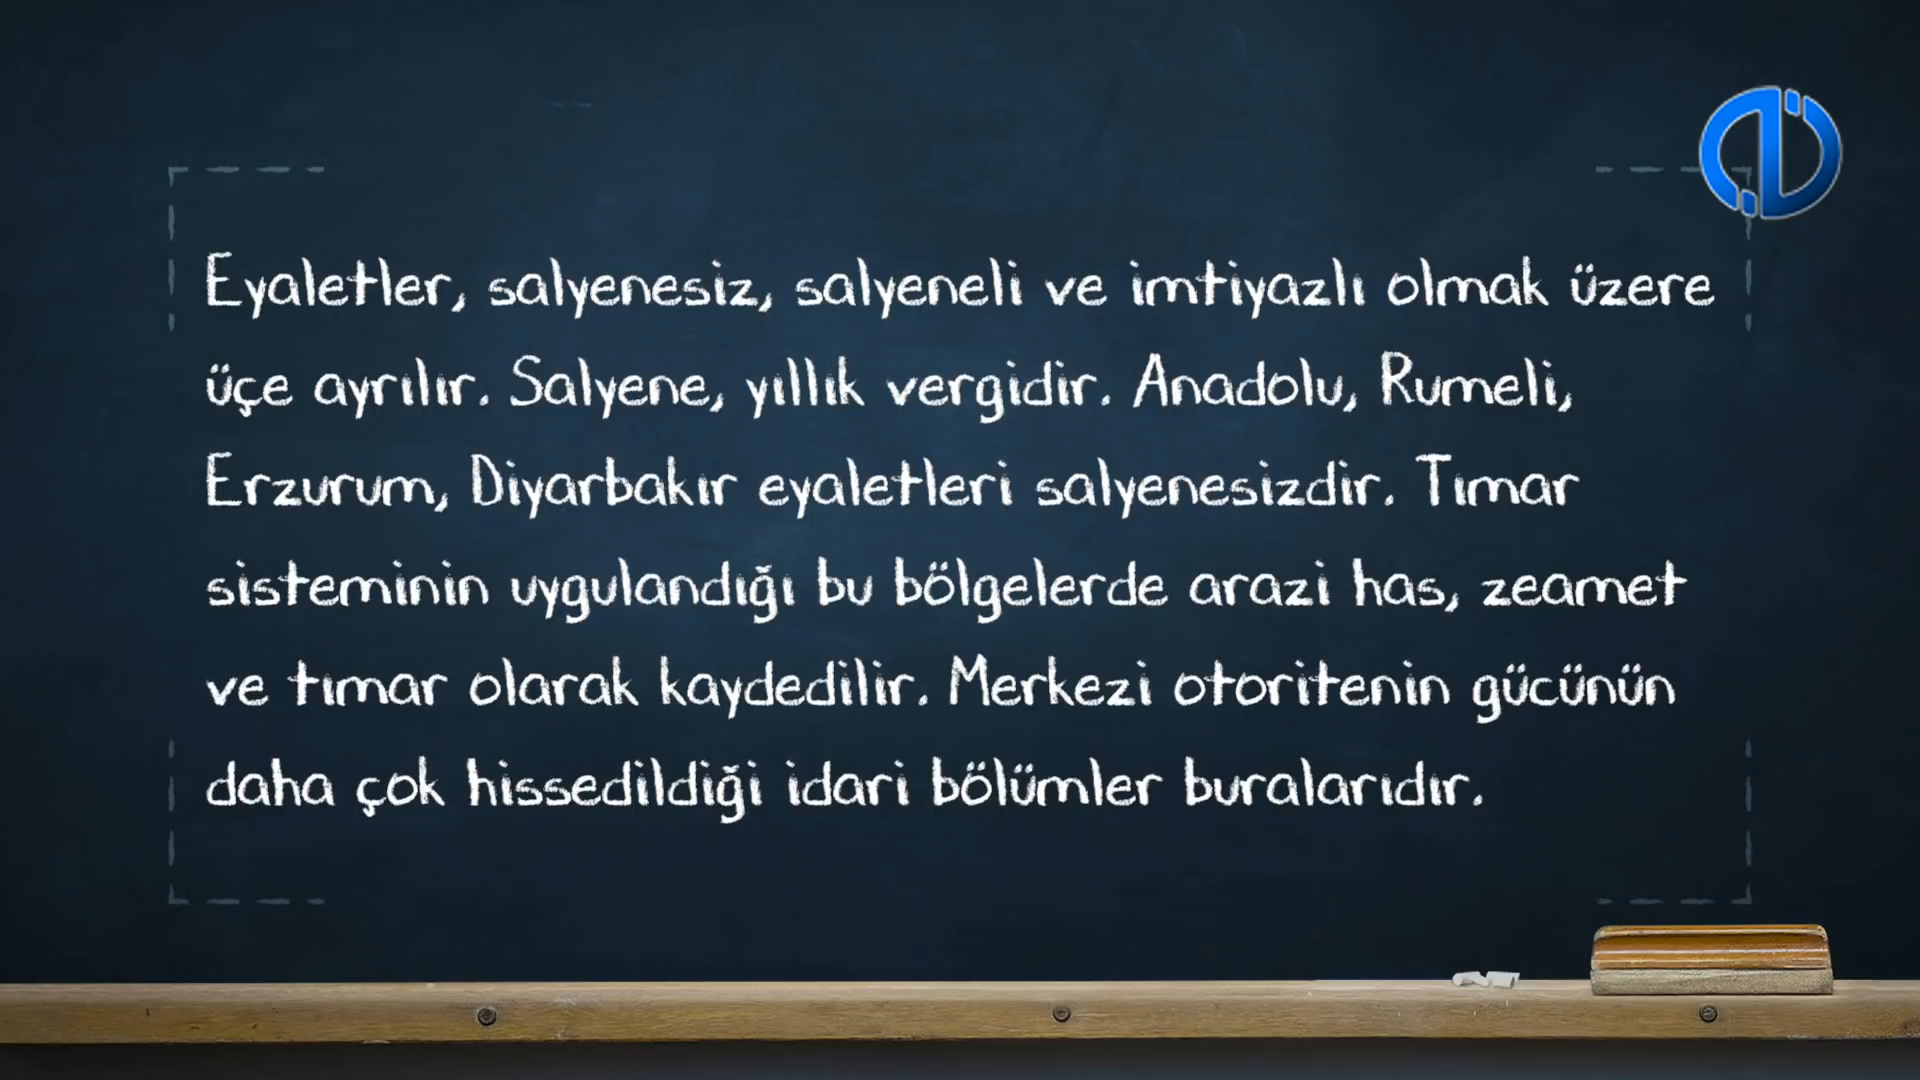 Eyaletler, salyenesiz, salyeneli ve imtiyazlı olmak üzere
üçe ayrılır. Salyene, yıllık vergidir. Anadolu, Rumeli,
Erzurum, Diyarbakır eyaletleri salyenesizdir. Tımar
sisteminin uygulandığı bu bölgelerde arazi has, zeamet
ve tımar olarak kaydedilir. Merkezi otoritenin gücünün
daha çok hissedildiği idari bölümler buralarıdır.